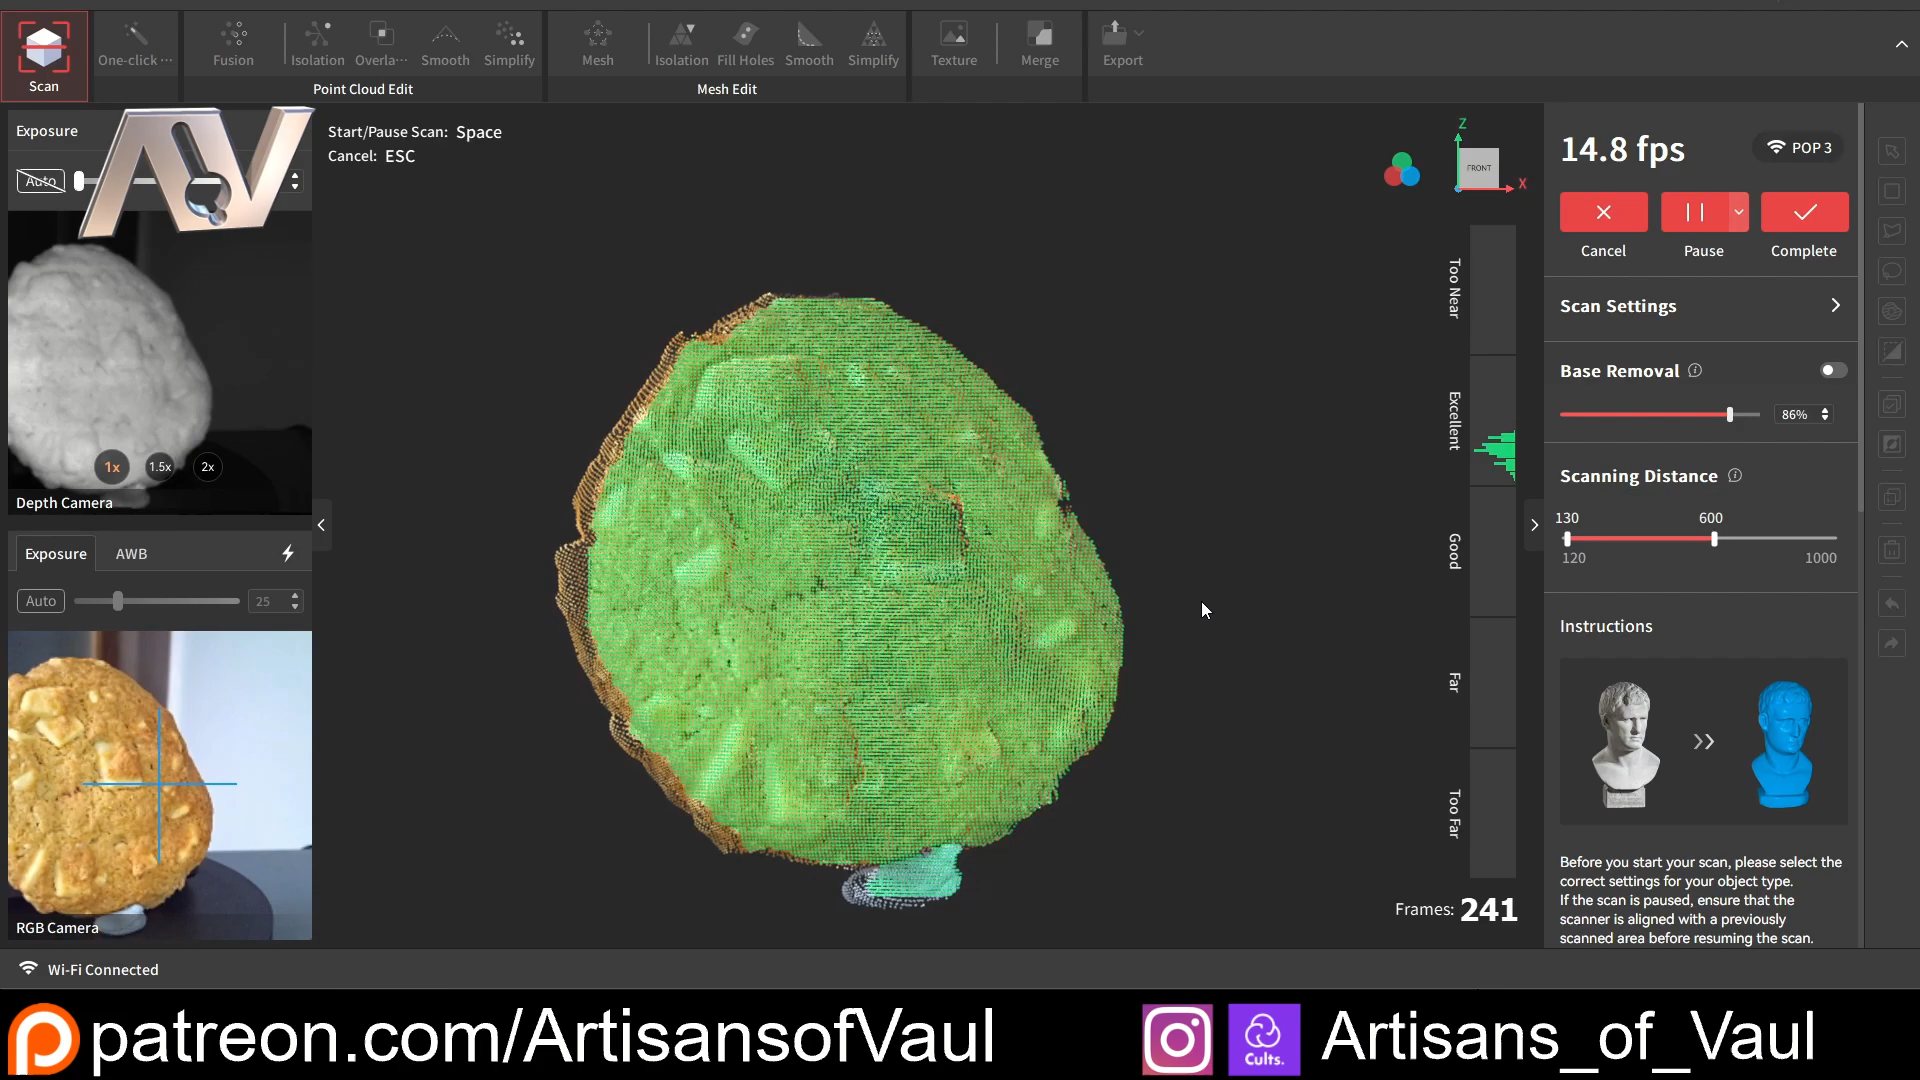 Scan
One-click ···
Fusion
Isolation
Overla···
Smooth
Simplify
Point Cloud Edit
Mesh
Isolation
Fill Holes
Smooth
Simplify
Mesh Edit
Texture
Merge
Export
Exposure
Auto
AV
1x
1.5x
2x
Depth Camera
Exposure
AWB
Auto
25
RGB Camera
Start/Pause Scan: Space
Cancel: ESC
Z
FRONT
X
Too Near
Excellent
Good
Far
Too Far
Frames: 241
14.8 fps
POP 3
Cancel
Pause
Complete
Scan Settings
Base Removal
86%
Scanning Distance
130
600
120
1000
Instructions
Before you start your scan, please select the
correct settings for your object type.
If the scan is paused, ensure that the
scanner is aligned with a previously
scanned area before resuming the scan.
Wi-Fi Connected
patreon.com/ArtisansofVaul
Cults.
Artisans_of_Vaul